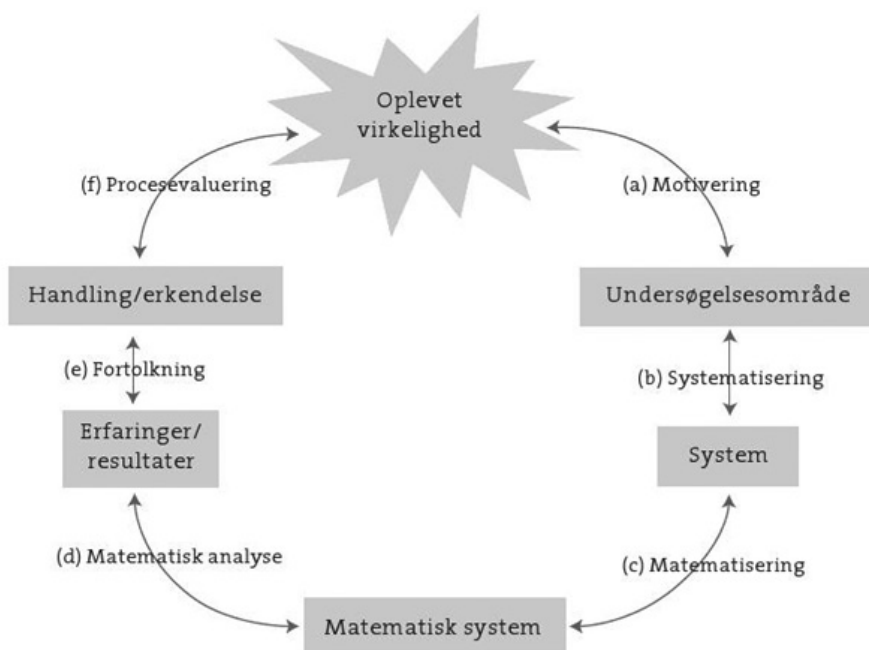 Oplevet
virkelighed
(f) Procesevaluering
(a) Motivering
Handling/erkendelse
Undersøgelsesområde
(e) Fortolkning
(b) Systematisering
Erfaringer/
resultater
System
(d) Matematisk analyse
(c) Matematisering
Matematisk system